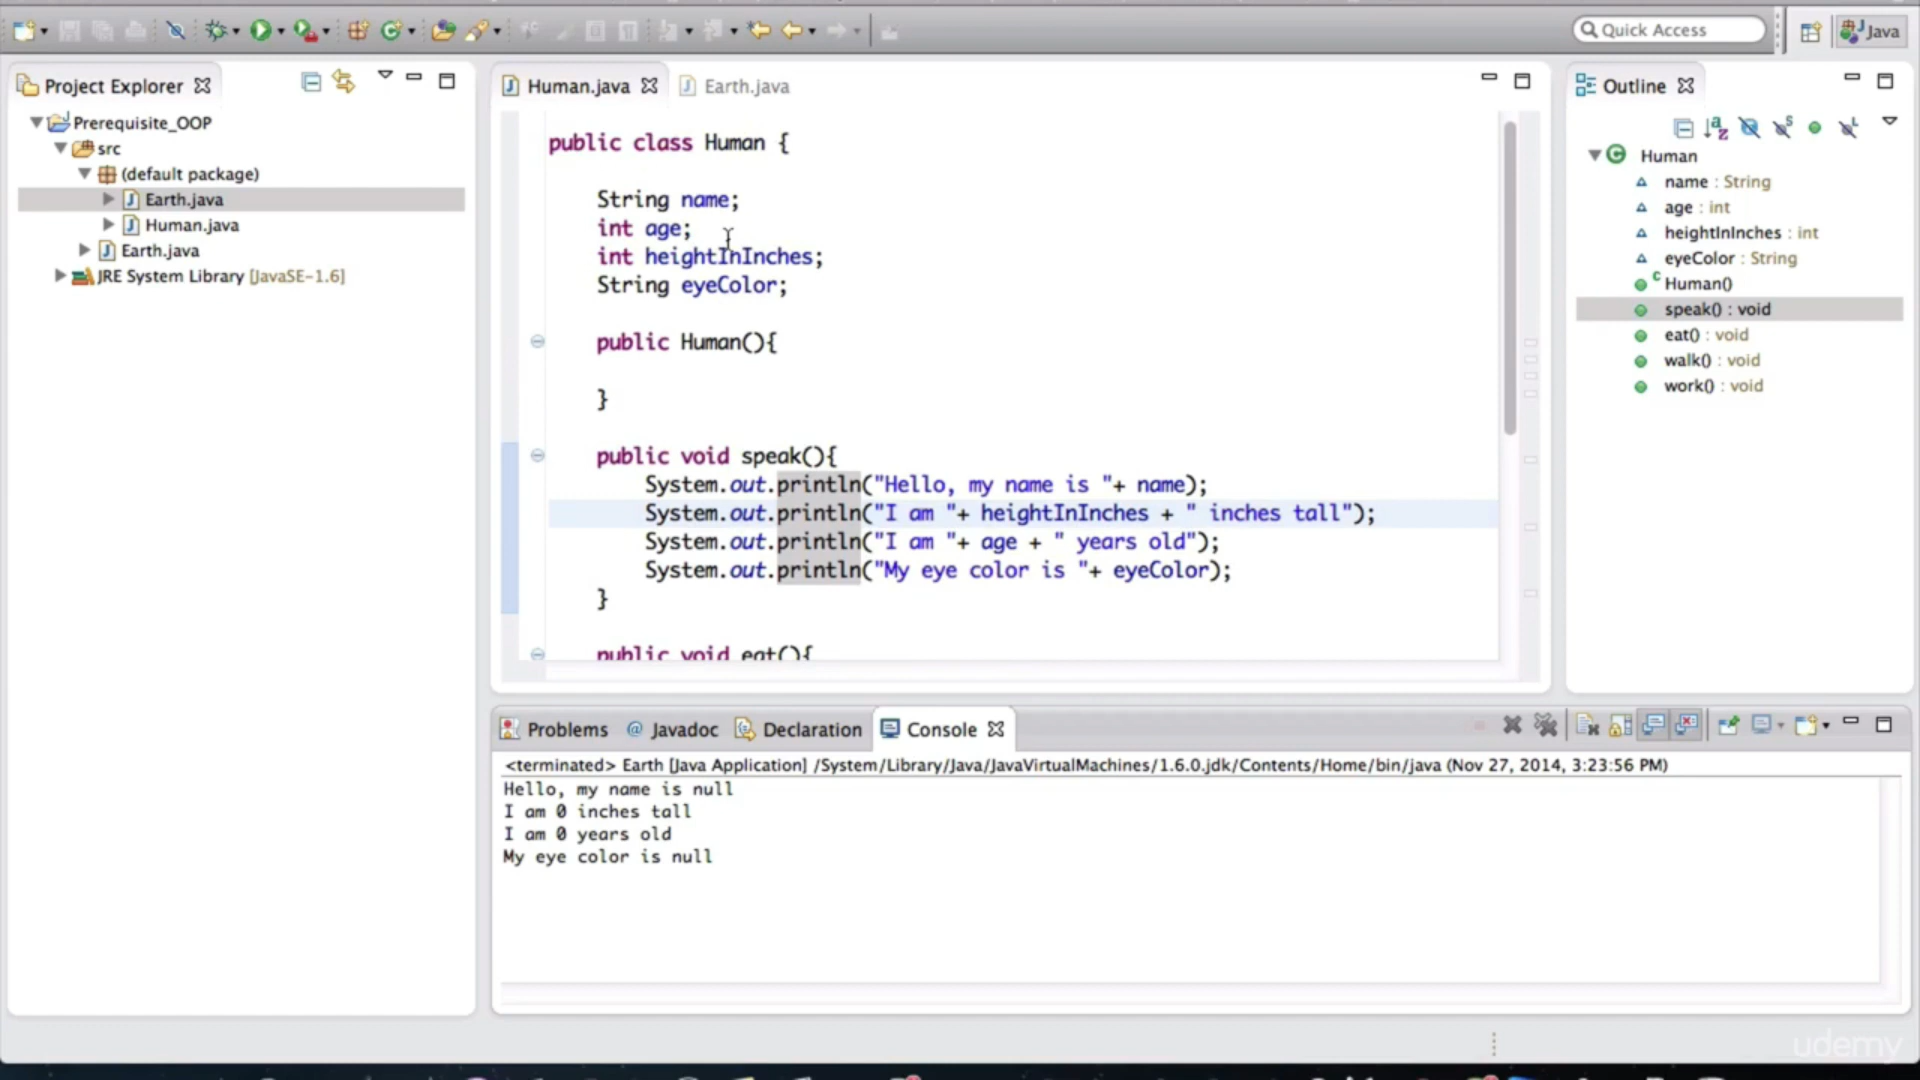 Quick Access
Java
Project Explorer
Prerequisite_OOP
src
(default package)
Earth.java
Human.java
Earth.java
JRE System Library [JavaSE-1.6]
Human.java
Earth.java
public class Human {
String name;
int age;
int heightInInches;
String eyeColor;
public Human(){
}
public void speak(){
System.out.println("Hello, my name is "+ name);
System.out.println("I am "+ heightInInches + " inches tall");
System.out.println("I am "+ age + " years old");
System.out.println("My eye color is "+ eyeColor);
}
public void eat(){
Outline
Human
name : String
age : int
heightInInches : int
eyeColor : String
Human()
speak() : void
eat() : void
walk() : void
work() : void
Problems
@ Javadoc
Declaration
Console
<terminated> Earth [Java Application] /System/Library/Java/JavaVirtualMachines/1.6.0.jdk/Contents/Home/bin/java (Nov 27, 2014, 3:23:56 PM)
Hello, my name is null
I am 0 inches tall
I am 0 years old
My eye color is null
udemy